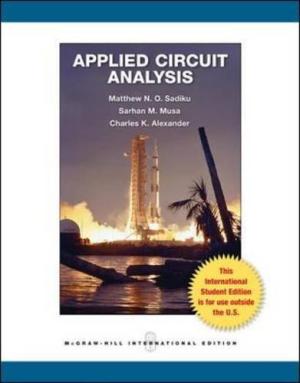 APPLIED CIRCUIT
ANALYSIS
Matthew N. O. Sadiku
Sarhan M. Musa
Charles K. Alexander
This
International
Student Edition
is for use outside
the U.S.
McGRAW-HILL INTERNATIONAL EDITION